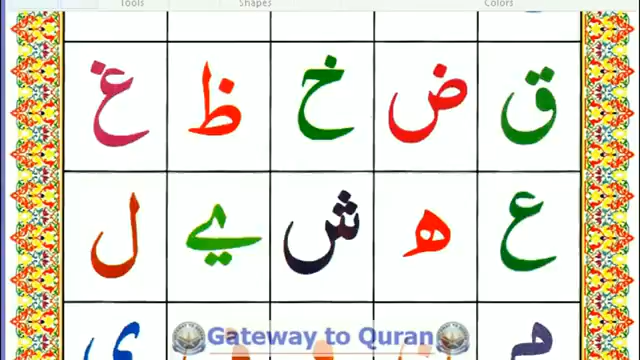 Tools Shapes Colors
ق ض خ ظ غ
ع ھ ش ے ل
م ی
Gateway to Quran